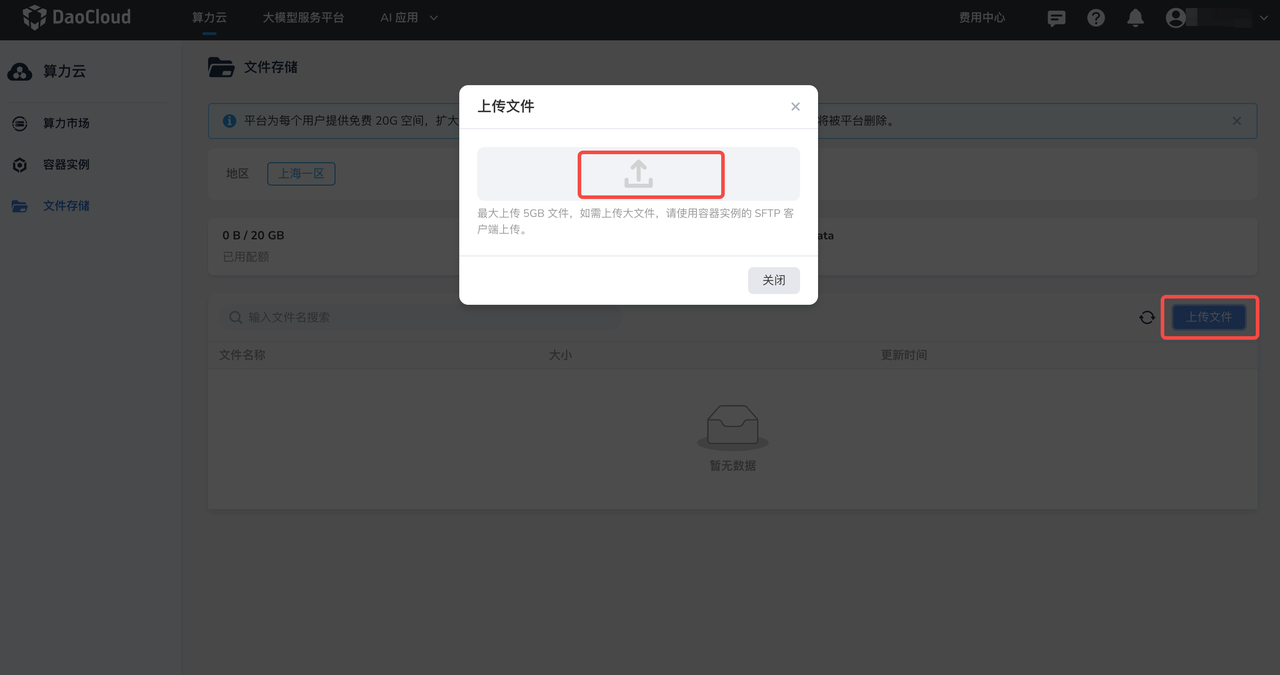 DaoCloud
算力云
大模型服务平台
AI 应用
费用中心
算力云
算力市场
容器实例
文件存储
文件存储
平台为每个用户提供免费 20G 空间，扩大
将被平台删除。
地区
上海一区
0 B / 20 GB
已用配额
ata
上传文件
最大上传 5GB 文件，如需上传大文件，请使用容器实例的 SFTP 客
户端上传。
关闭
输入文件名搜索
上传文件
文件名称
大小
更新时间
暂无数据